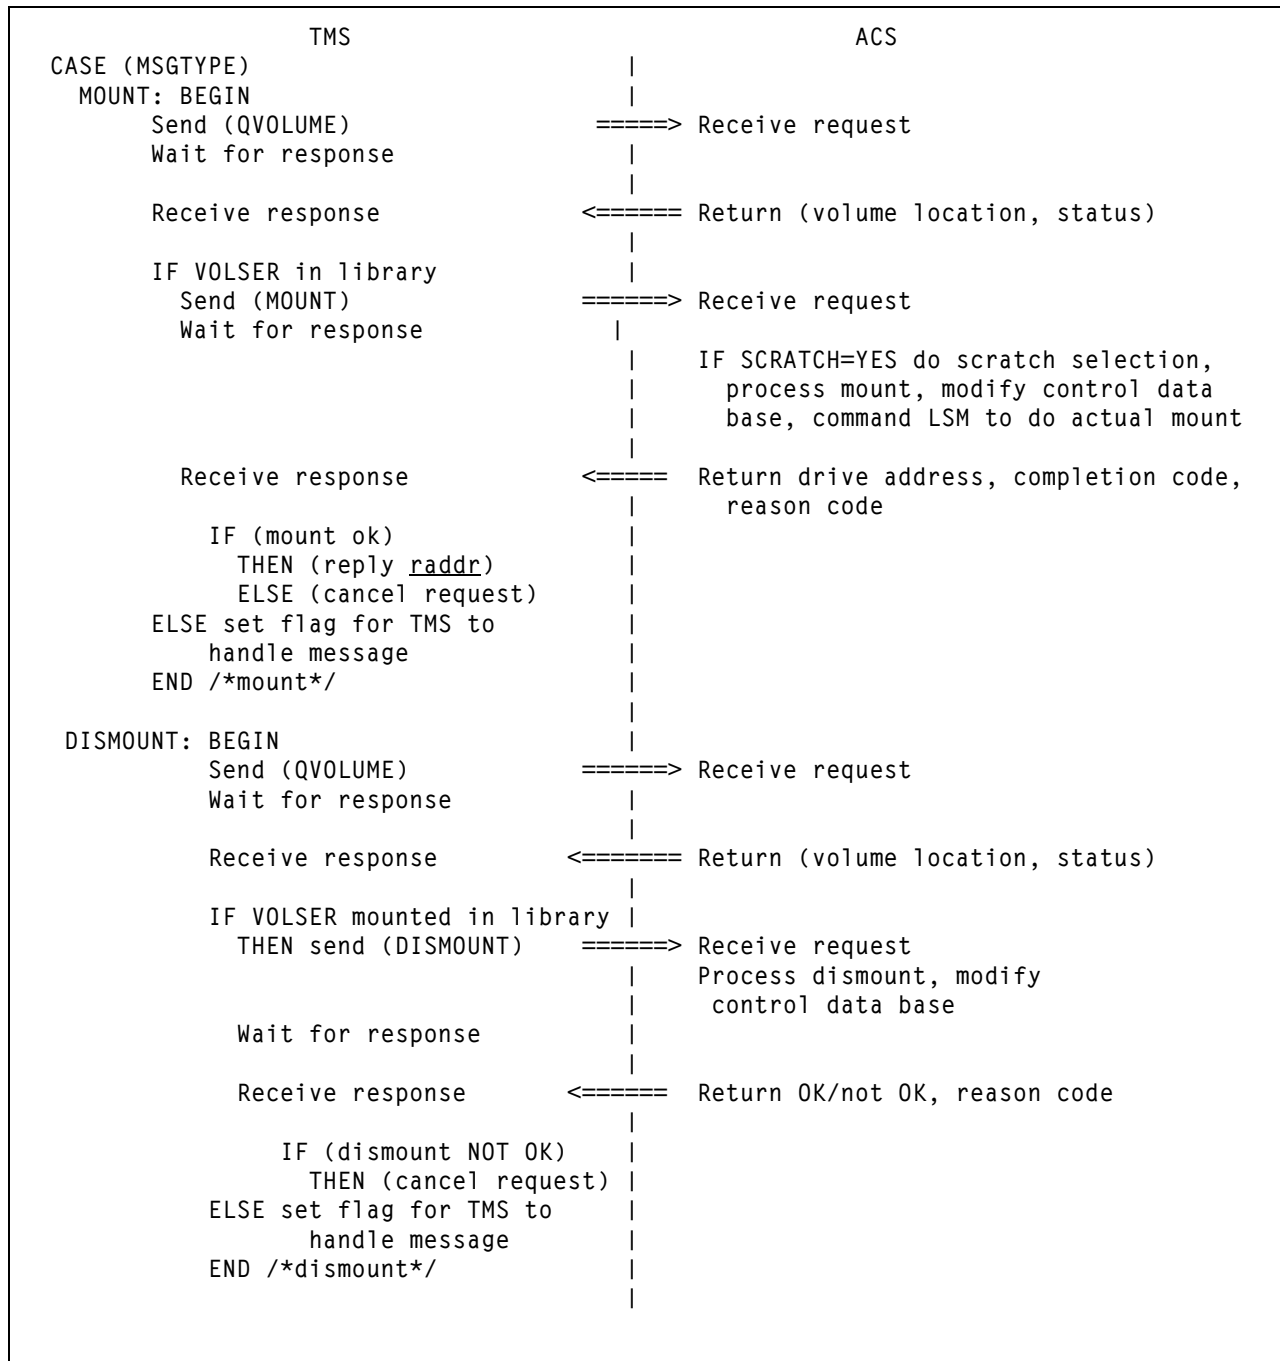 TMS ACS
CASE (MSGTYPE) |
MOUNT: BEGIN |
Send (QVOLUME) =====> Receive request
Wait for response |
|
Receive response <====== Return (volume location, status)
|
IF VOLSER in library |
Send (MOUNT) ======> Receive request
Wait for response |
| IF SCRATCH=YES do scratch selection,
| process mount, modify control data
| base, command LSM to do actual mount
|
Receive response <===== Return drive address, completion code,
| reason code
IF (mount ok) |
THEN (reply raddr) |
ELSE (cancel request) |
ELSE set flag for TMS to |
handle message |
END /*mount*/ |
|
DISMOUNT: BEGIN |
Send (QVOLUME) ======> Receive request
Wait for response |
|
Receive response <======= Return (volume location, status)
|
IF VOLSER mounted in library |
THEN send (DISMOUNT) ======> Receive request
| Process dismount, modify
| control data base
Wait for response |
|
Receive response <====== Return OK/not OK, reason code
|
IF (dismount NOT OK) |
THEN (cancel request) |
ELSE set flag for TMS to |
handle message |
END /*dismount*/ |
|